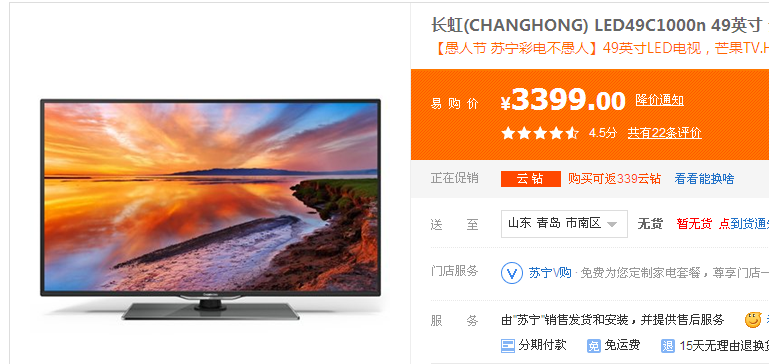 长虹(CHANGHONG) LED49C1000n 49英寸
【愚人节 苏宁彩电不愚人】49英寸LED电视，芒果TV.H
易购价 ¥3399.00 降价通知
4.5分 共有22条评价
正在促销 云钻 购买可返339云钻 看看能换啥
送至 山东 青岛 市南区 无货 暂无货 点到货通
门店服务 苏宁V购 · 免费为您定制家电套餐，尊享门店一
服务 由"苏宁"销售发货和安装，并提供售后服务
分期付款 免 免运费 退 15天无理由退换